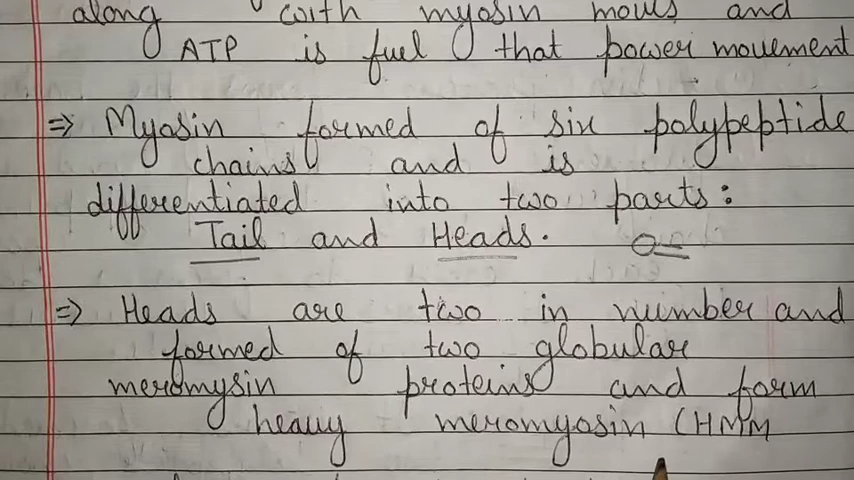 along with myosin moves and
ATP is fuel that power movement
⇒ Myosin formed of six polypeptide
chains and is
differentiated into two parts:
Tail and Heads.
⇒ Heads are two in number and
formed of two globular
meromysin proteins and form
heavy meromyosin (HMM